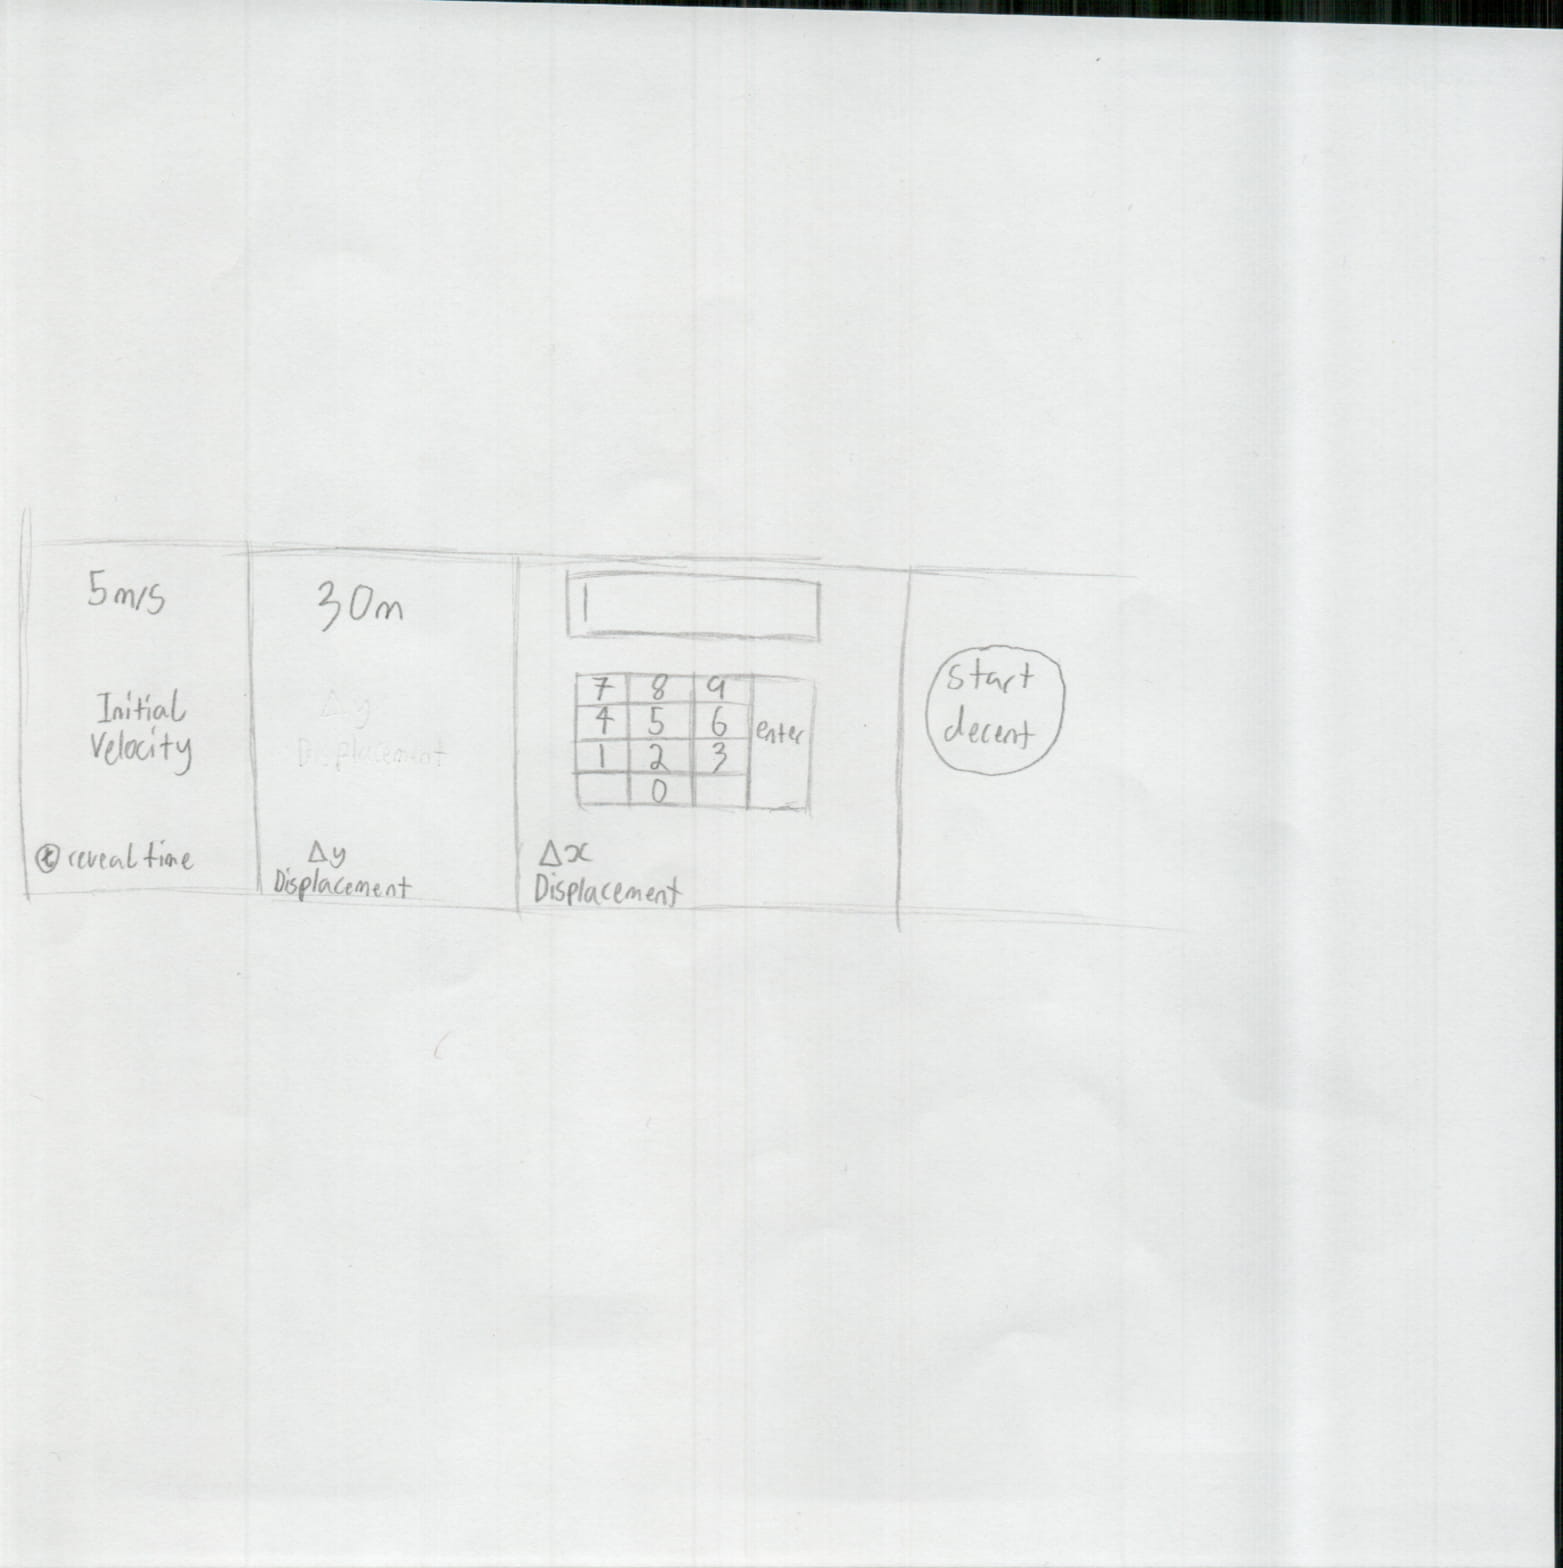 5m/s
Initial
Velocity
t reveal time
30m
Δy
Displacement
Δy
Displacement
7 8 9
4 5 6
1 2 3
0
enter
Δx
Displacement
start
decent